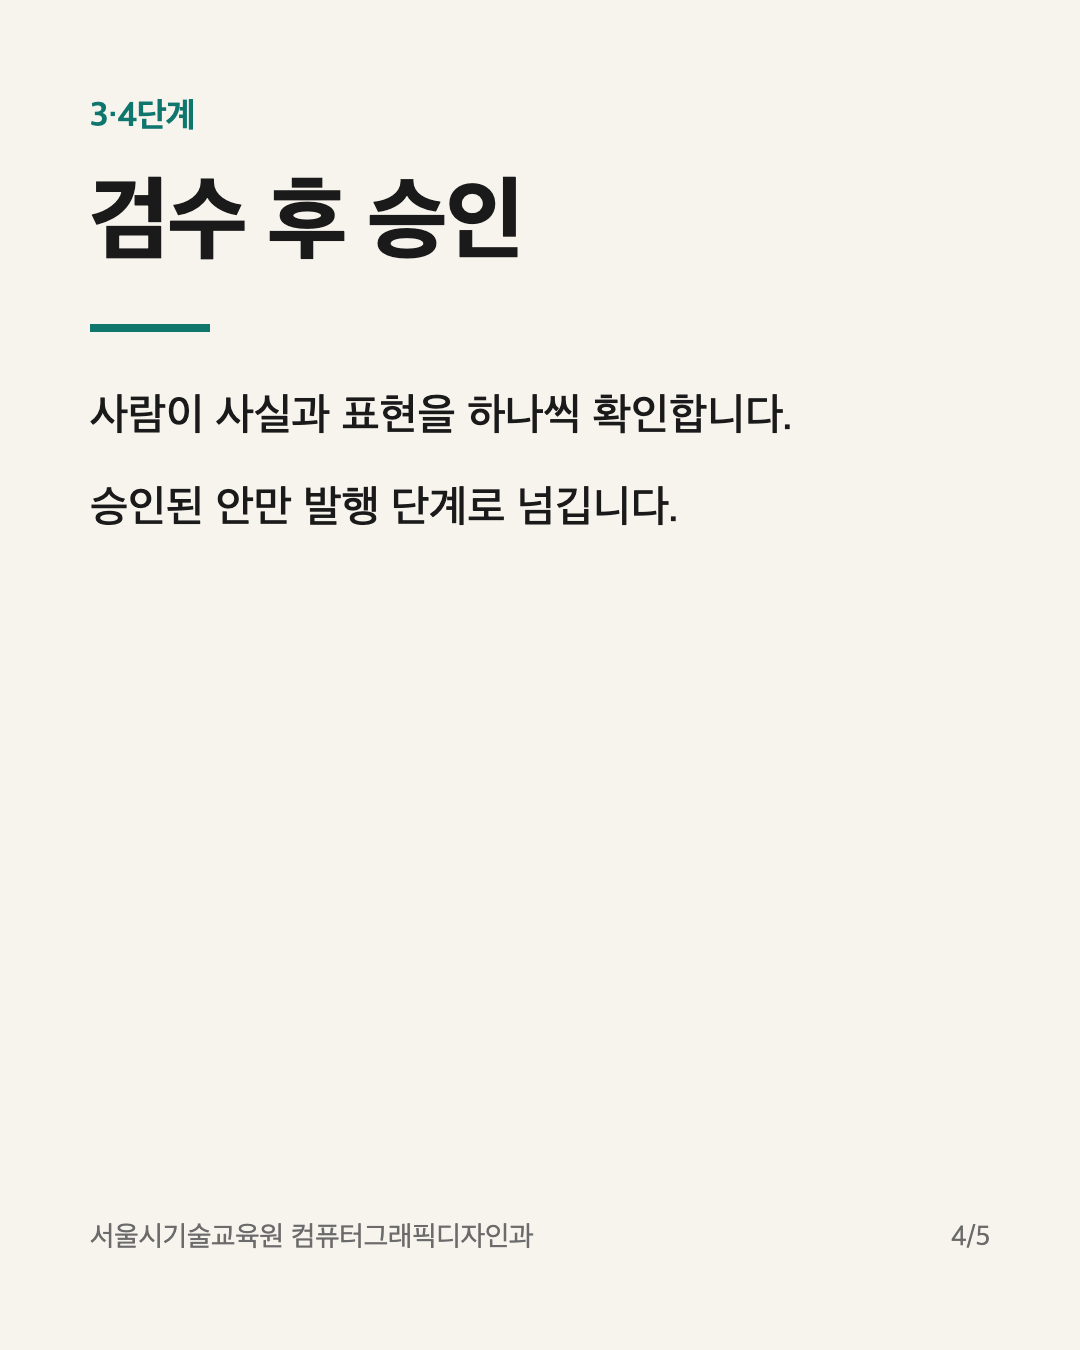 3·4단계
검수 후 승인
사람이 사실과 표현을 하나씩 확인합니다.
승인된 안만 발행 단계로 넘깁니다.
서울시기술교육원 컴퓨터그래픽디자인과
4/5